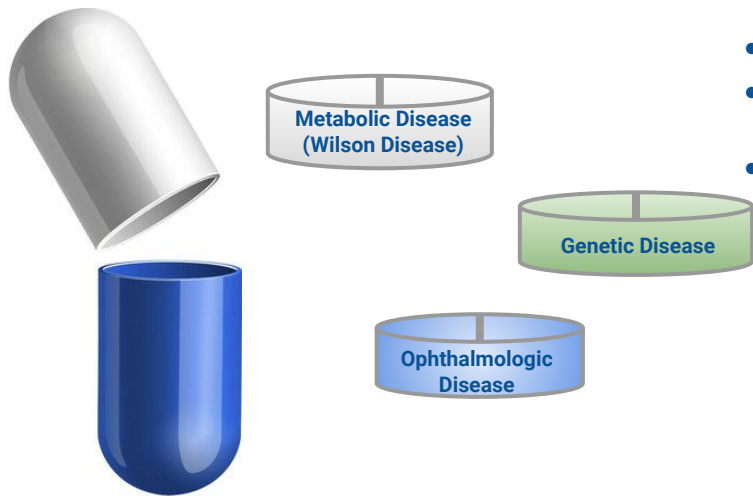 Metabolic Disease
(Wilson Disease)
Genetic Disease
Ophthalmologic
Disease